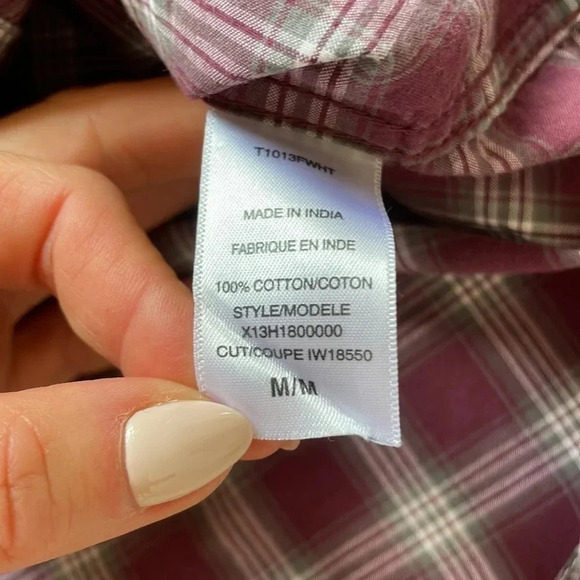 T1013FWHT
MADE IN INDIA
FABRIQUE EN INDE
100% COTTON/COTON
STYLE/MODELE
X13H1800000
CUT/COUPE IW18550
M/M